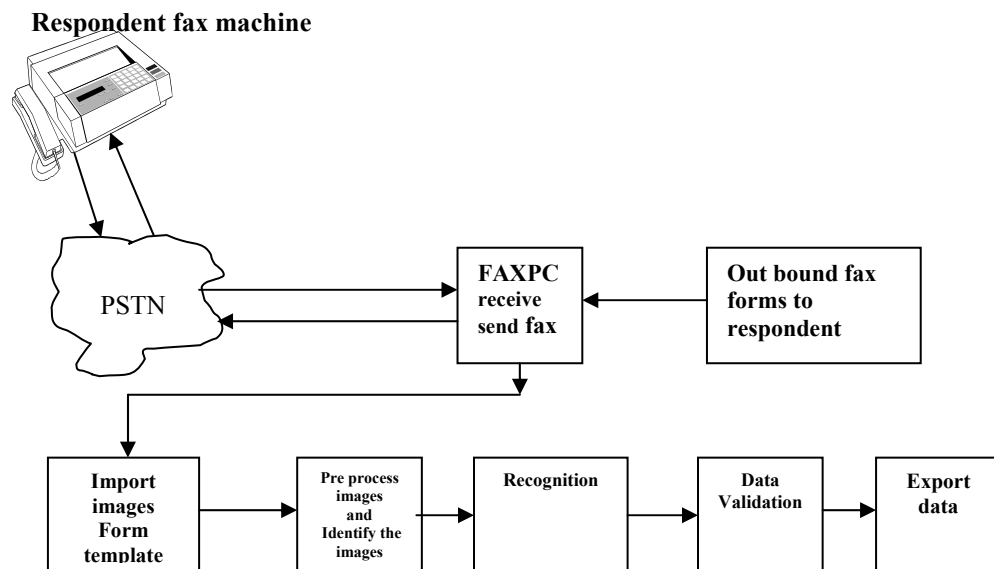 Respondent fax machine
PSTN
FAXPC
receive
send fax
Out bound fax
forms to
respondent
Import
images
Form
template
Pre process
images
and
Identify the
images
Recognition
Data
Validation
Export
data